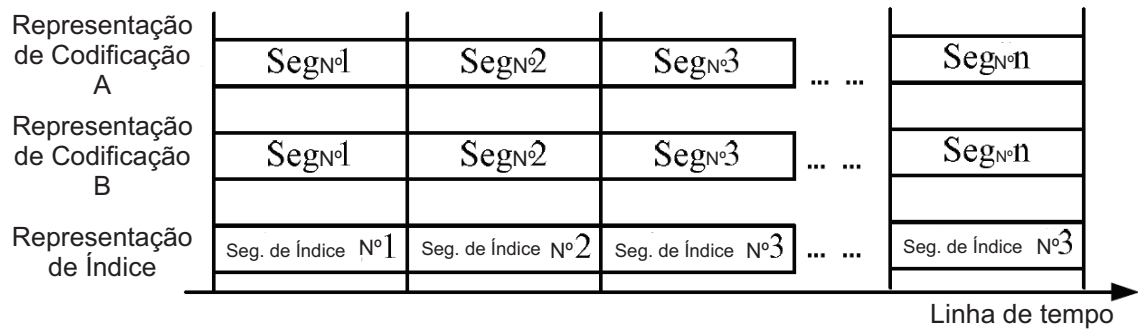 Representação
de Codificação
A
SegNº1 SegNº2 SegNº3 ... ... SegNºn
Representação
de Codificação
B
SegNº1 SegNº2 SegNº3 ... ... SegNºn
Representação
de Índice
Seg. de Índice Nº1 Seg. de Índice Nº2 Seg. de Índice Nº3 ... ... Seg. de Índice Nº3
Linha de tempo